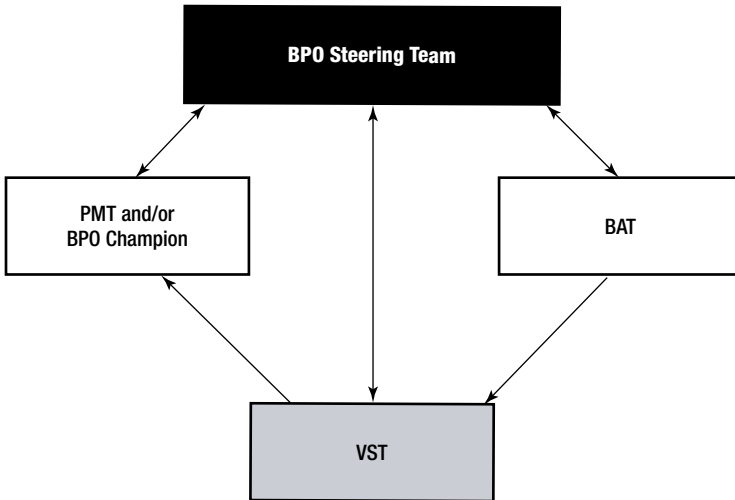 BPO Steering Team
PMT and/or
BPO Champion
BAT
VST